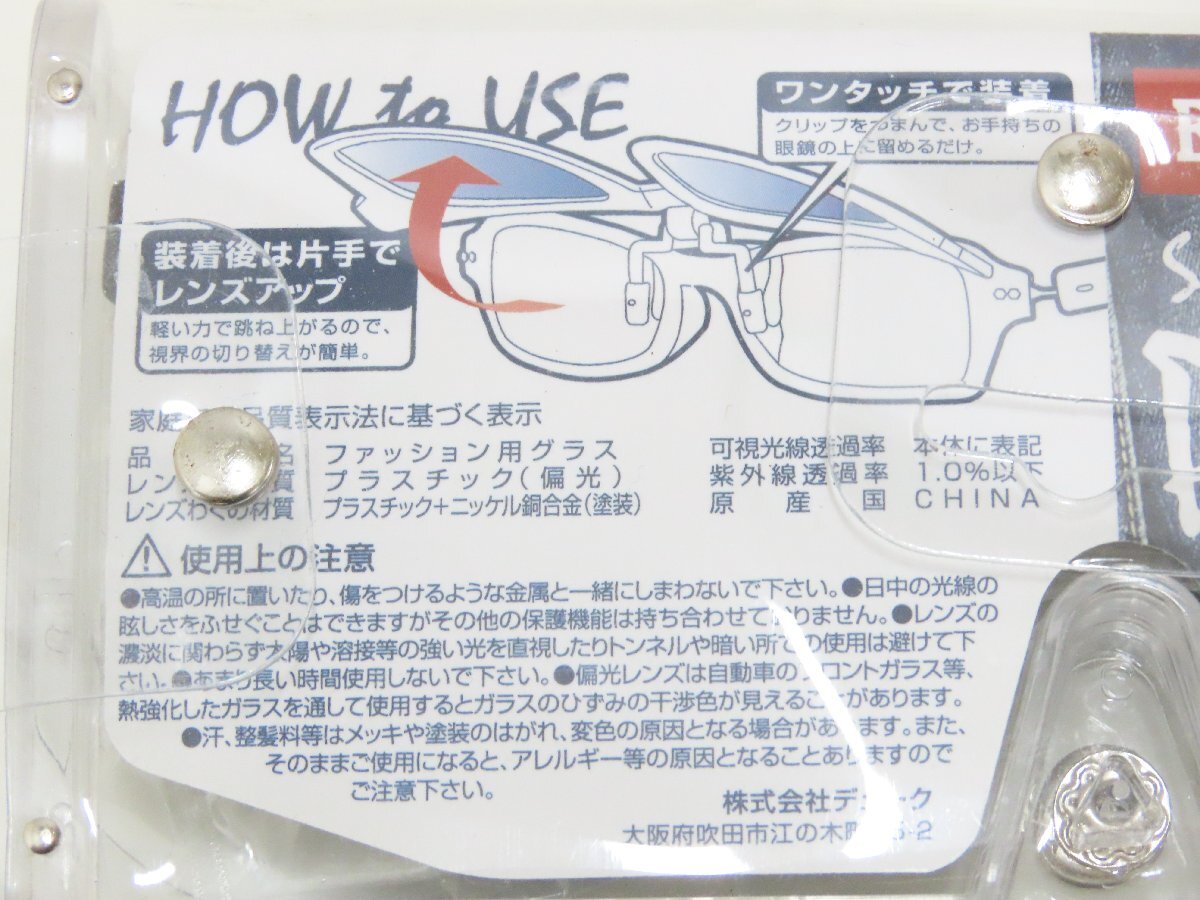 HOW to USE
ワンタッチで装着
クリップをつまんで、お手持ちの
眼鏡の上に留めるだけ。
装着後は片手で
レンズアップ
軽い力で跳ね上がるので、
視界の切り替えが簡単。
家庭 品質表示法に基づく表示
品 名 ファッション用グラス
レン 質 プラスチック(偏光)
レンズわくの材質 プラスチック+ニッケル銅合金(塗装)
可視光線透過率 本体に表記
紫外線透過率 1.0%以下
原産国 CHINA
使用上の注意
●高温の所に置いたり、傷をつけるような金属と一緒にしまわないで下さい。●日中の光線の
眩しさをふせぐことはできますがその他の保護機能は持ち合わせておりません。●レンズの
濃淡に関わらず太陽や溶接等の強い光を直視したりトンネルや暗い所での使用は避けて下
さい。●あまり長い時間使用しないで下さい。●偏光レンズは自動車のフロントガラス等、
熱強化したガラスを通して使用するとガラスのひずみの干渉色が見えることがあります。
●汗、整髪料等はメッキや塗装のはがれ、変色の原因となる場合があります。また、
そのままご使用になると、アレルギー等の原因となることありますので
ご注意下さい。
株式会社デューク
大阪府吹田市江の木町 5-2